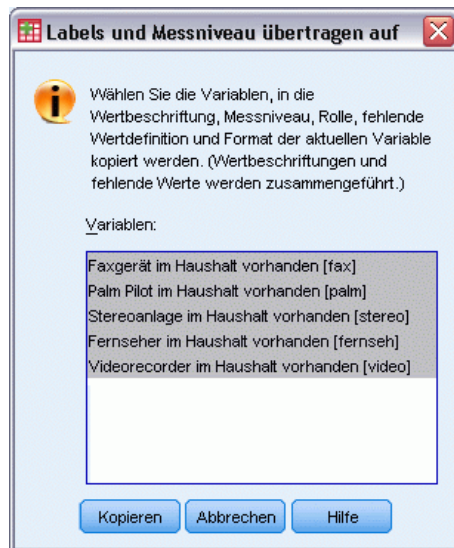 Labels und Messniveau übertragen auf
Wählen Sie die Variablen, in die
Wertbeschriftung, Messniveau, Rolle, fehlende
Wertdefinition und Format der aktuellen Variable
kopiert werden. (Wertbeschriftungen und
fehlende Werte werden zusammengeführt.)
Variablen:
Faxgerät im Haushalt vorhanden [fax]
Palm Pilot im Haushalt vorhanden [palm]
Stereoanlage im Haushalt vorhanden [stereo]
Fernseher im Haushalt vorhanden [fernseh]
Videorecorder im Haushalt vorhanden [video]
Kopieren Abbrechen Hilfe